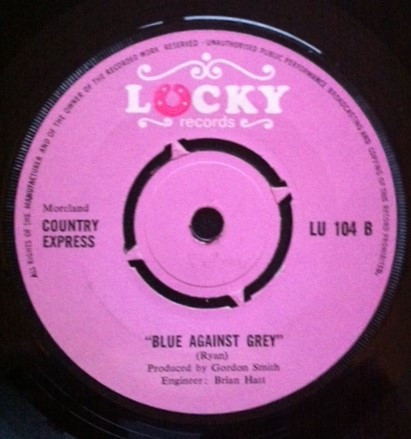 ALL RIGHTS OF THE MANUFACTURER AND OF THE OWNER OF THE RECORDED WORK RESERVED - UNAUTHORISED PUBLIC PERFORMANCE, BROADCASTING AND COPYING OF THIS RECORD PROHIBITED.
LUCKY
records
Moreland
COUNTRY
EXPRESS
LU 104 B
"BLUE AGAINST GREY"
(Ryan)
Produced by Gordon Smith
Engineer: Brian Hatt